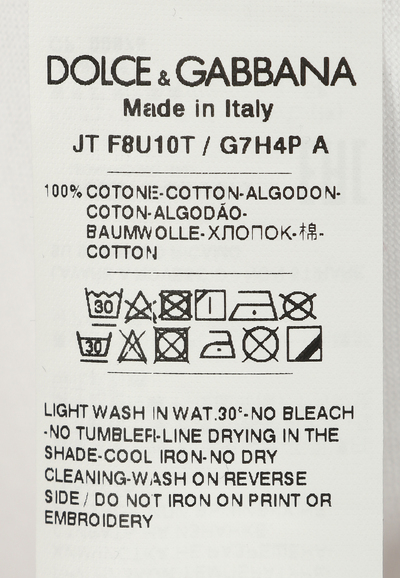 DOLCE & GABBANA
Made in Italy
JT F8U10T / G7H4P A
100% COTONE-COTTON-ALGODON-
COTON-ALGODÃO-
BAUMWOLLE-ХЛОПОК-棉-
COTTON
30
30
LIGHT WASH IN WAT.30°-NO BLEACH
-NO TUMBLER-LINE DRYING IN THE
SHADE-COOL IRON-NO DRY
CLEANING-WASH ON REVERSE
SIDE / DO NOT IRON ON PRINT OR
EMBROIDERY